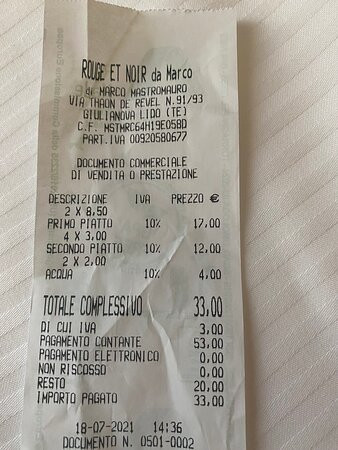 ROUGE ET NOIR da Marco
di MARCO MASTROMAURO
VIA THAON DE REVEL N.91/93
GIULIANOVA LIDO (TE)
C.F. MSTMRC64H19E058D
PART.IVA 00920580677
DOCUMENTO COMMERCIALE
DI VENDITA O PRESTAZIONE
DESCRIZIONE IVA PREZZO €
2 X 8,50
PRIMO PIATTO 10% 17,00
4 X 3,00
SECONDO PIATTO 10% 12,00
2 X 2,00
ACQUA 10% 4,00
TOTALE COMPLESSIVO 33,00
DI CUI IVA 3,00
PAGAMENTO CONTANTE 53,00
PAGAMENTO ELETTRONICO 0,00
NON RISCOSSO 0,00
RESTO 20,00
IMPORTO PAGATO 33,00
18-07-2021 14:36
DOCUMENTO N. 0501-0002